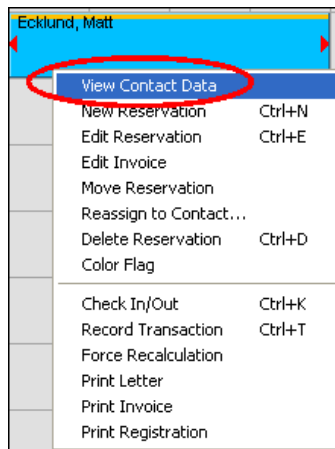 Ecklund, Matt
View Contact Data
New Reservation Ctrl+N
Edit Reservation Ctrl+E
Edit Invoice
Move Reservation
Reassign to Contact...
Delete Reservation Ctrl+D
Color Flag
Check In/Out Ctrl+K
Record Transaction Ctrl+T
Force Recalculation
Print Letter
Print Invoice
Print Registration